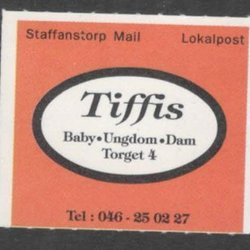 Staffanstorp Mail Lokalpost
Tiffis
Baby•Ungdom•Dam
Torget 4
Tel : 046 - 25 02 27